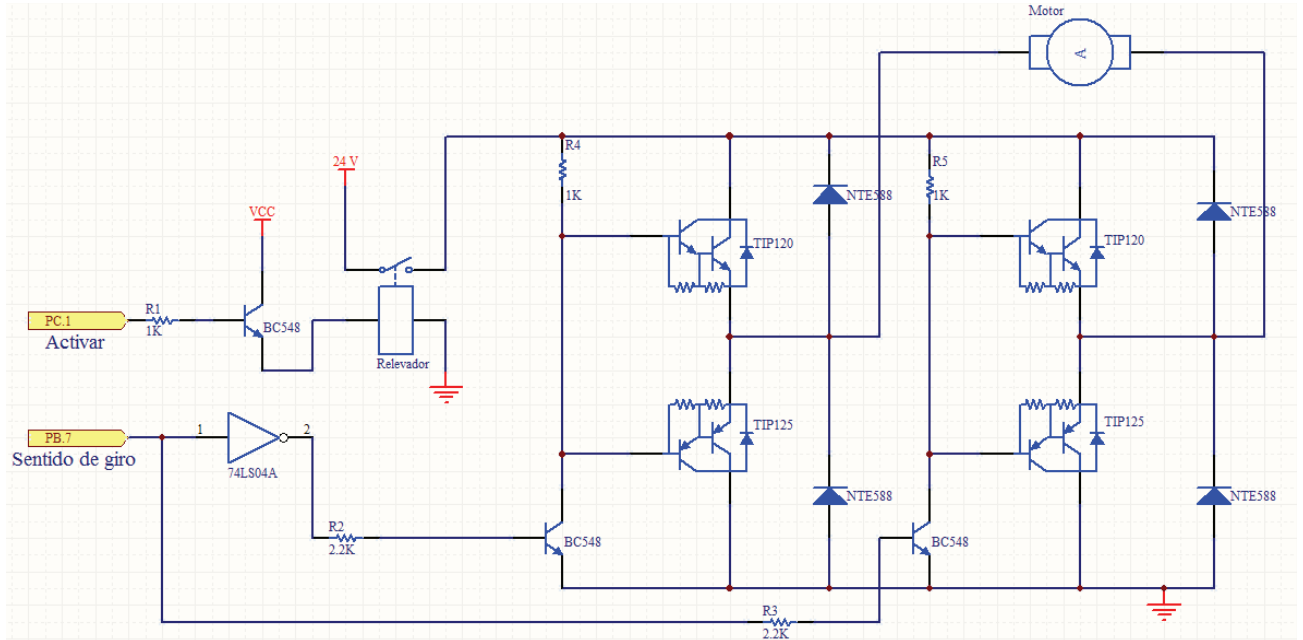 Motor
A
R4
1K
R5
1K
24 V
NTE588
NTE588
VCC
TIP120
TIP120
R1
1K
PC.1
Activar
BC548
Relevador
TIP125
TIP125
PB.7
Sentido de giro
1
2
74LS04A
NTE588
NTE588
R2
2.2K
BC548
BC548
R3
2.2K